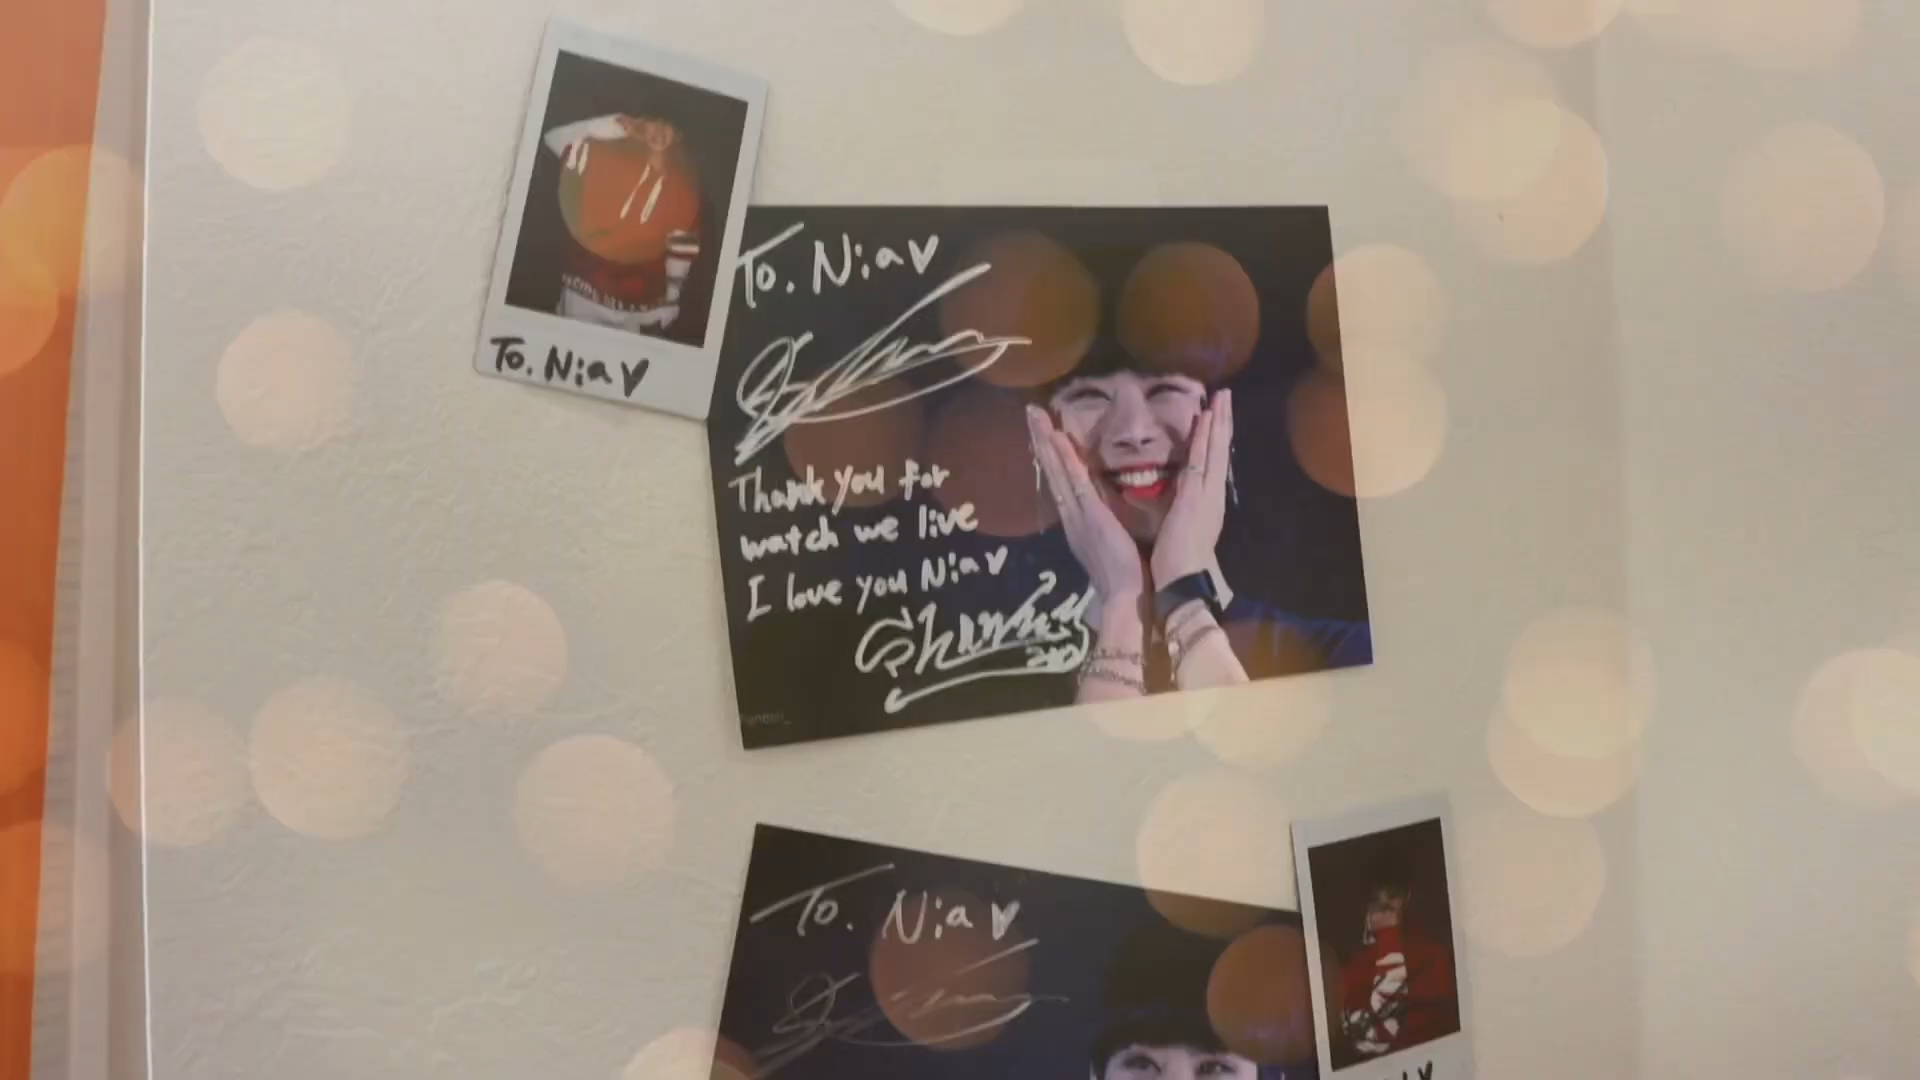 To. Nia♥
To. Nia♥
Thank you for
watch we live
I love you Nia♥
To. Nia♥